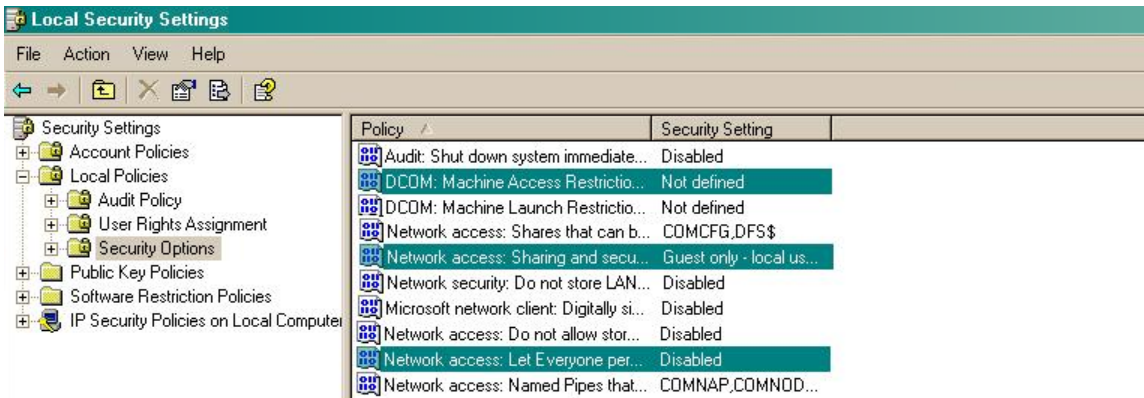 Local Security Settings
File Action View Help
Security Settings
Account Policies
Local Policies
Audit Policy
User Rights Assignment
Security Options
Public Key Policies
Software Restriction Policies
IP Security Policies on Local Computer
Policy Security Setting
Audit: Shut down system immediate... Disabled
DCOM: Machine Access Restrictio... Not defined
DCOM: Machine Launch Restrictio... Not defined
Network access: Shares that can b... COMCFG,DFS$
Network access: Sharing and secu... Guest only - local us...
Network security: Do not store LAN... Disabled
Microsoft network client: Digitally si... Disabled
Network access: Do not allow stor... Disabled
Network access: Let Everyone per... Disabled
Network access: Named Pipes that... COMNAP,COMNOD...